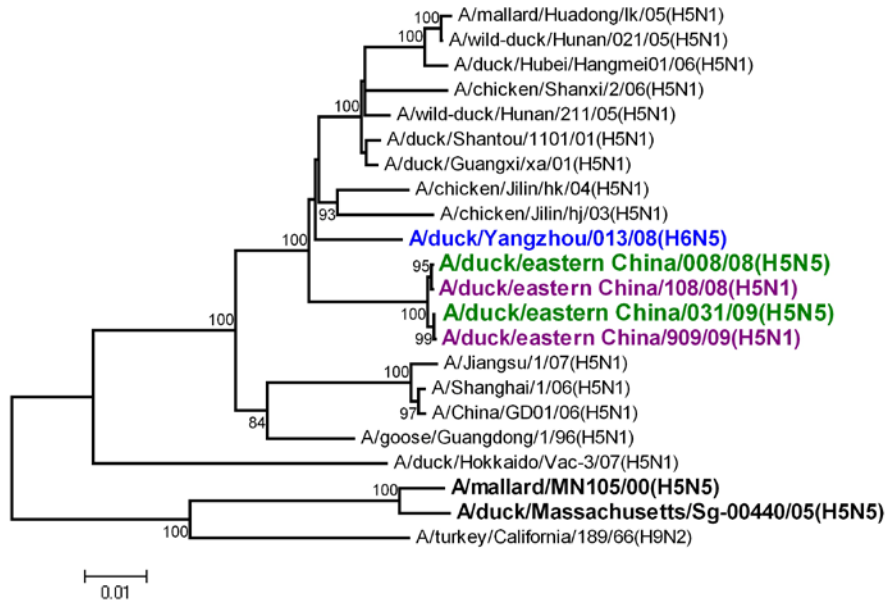 A/mallard/Huadong/lk/05(H5N1)
100
A/wild-duck/Hunan/021/05(H5N1)
100
A/duck/Hubei/Hangmei01/06(H5N1)
A/chicken/Shanxi/2/06(H5N1)
100
A/wild-duck/Hunan/211/05(H5N1)
A/duck/Shantou/1101/01(H5N1)
A/duck/Guangxi/xa/01(H5N1)
A/chicken/Jilin/hk/04(H5N1)
93
A/chicken/Jilin/hj/03(H5N1)
100
A/duck/Yangzhou/013/08(H6N5)
95
A/duck/eastern China/008/08(H5N5)
A/duck/eastern China/108/08(H5N1)
100
A/duck/eastern China/031/09(H5N5)
99
A/duck/eastern China/909/09(H5N1)
100
A/Jiangsu/1/07(H5N1)
100
A/Shanghai/1/06(H5N1)
97
A/China/GD01/06(H5N1)
84
A/goose/Guangdong/1/96(H5N1)
A/duck/Hokkaido/Vac-3/07(H5N1)
100
A/mallard/MN105/00(H5N5)
A/duck/Massachusetts/Sg-00440/05(H5N5)
100
A/turkey/California/189/66(H9N2)
0.01